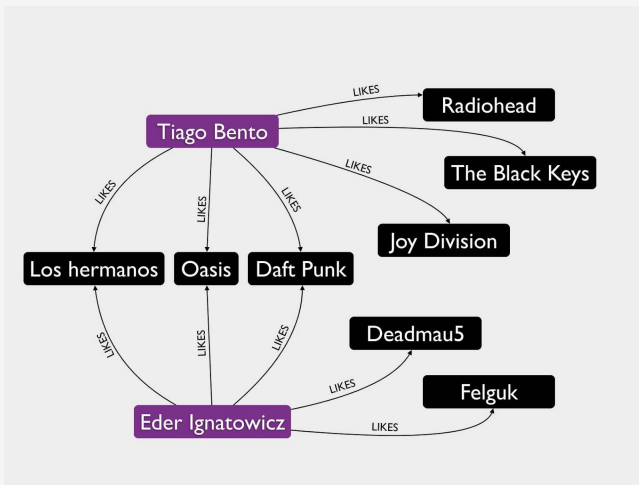 LIKES
Radiohead
Tiago Bento
LIKES
The Black Keys
LIKES
LIKES
LIKES
LIKES
Joy Division
Los hermanos
Oasis
Daft Punk
Deadmau5
LIKES
LIKES
LIKES
LIKES
Felguk
Eder Ignatowicz
LIKES